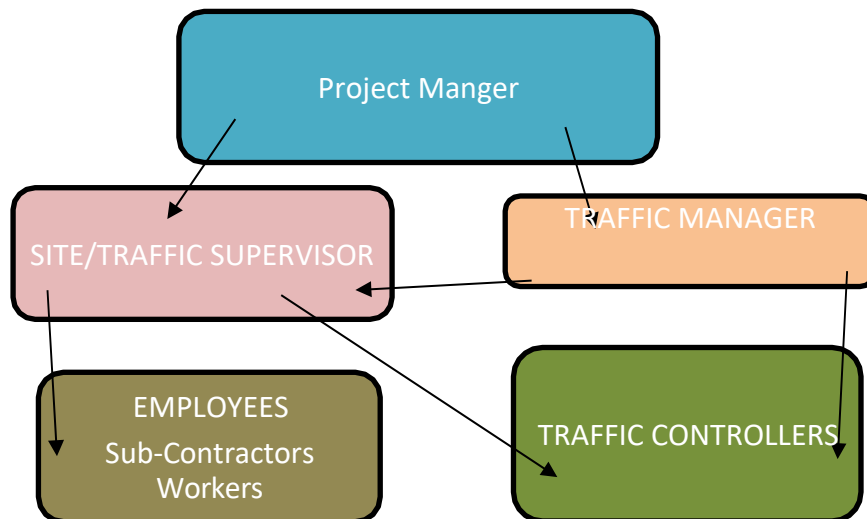 Project Manger
TRAFFIC MANAGER
SITE/TRAFFIC SUPERVISOR
EMPLOYEES
Sub-Contractors
Workers
TRAFFIC CONTROLLERS